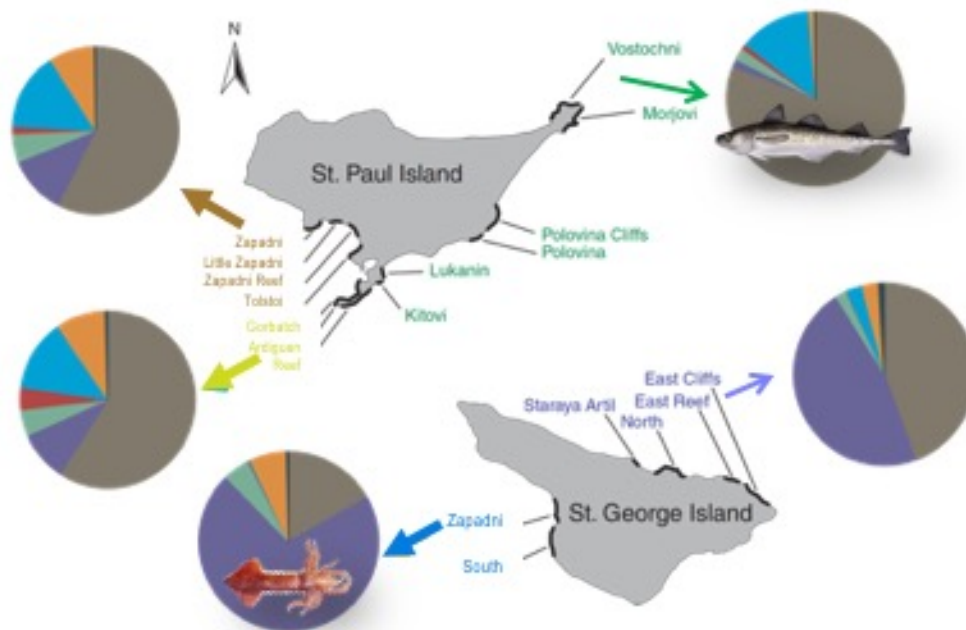 N
Vostochni
Morjovi
St. Paul Island
Polovina Cliffs
Polovina
Zapadni
Little Zapadni
Zapadni Reef
Tolstoi
Lukanin
Kitovi
Gorbatch
Ardiguen
Reef
East Cliffs
East Reef
Staraya Artil
North
St. George Island
Zapadni
South